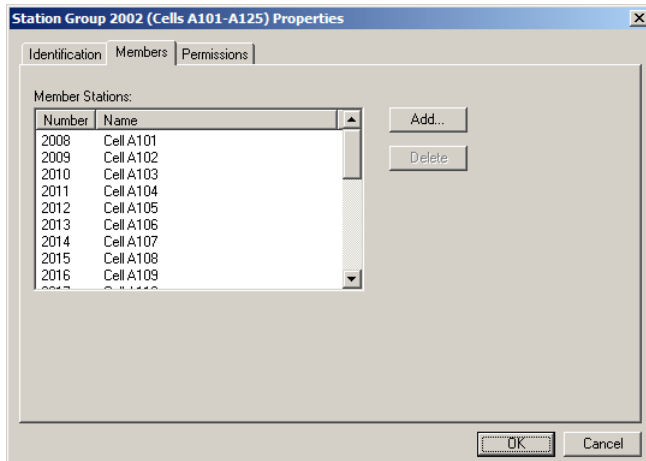 Station Group 2002 (Cells A101-A125) Properties
Identification Members Permissions
Member Stations:
Number Name
Add...
2008 Cell A101
2009 Cell A102
Delete
2010 Cell A103
2011 Cell A104
2012 Cell A105
2013 Cell A106
2014 Cell A107
2015 Cell A108
2016 Cell A109
OK Cancel